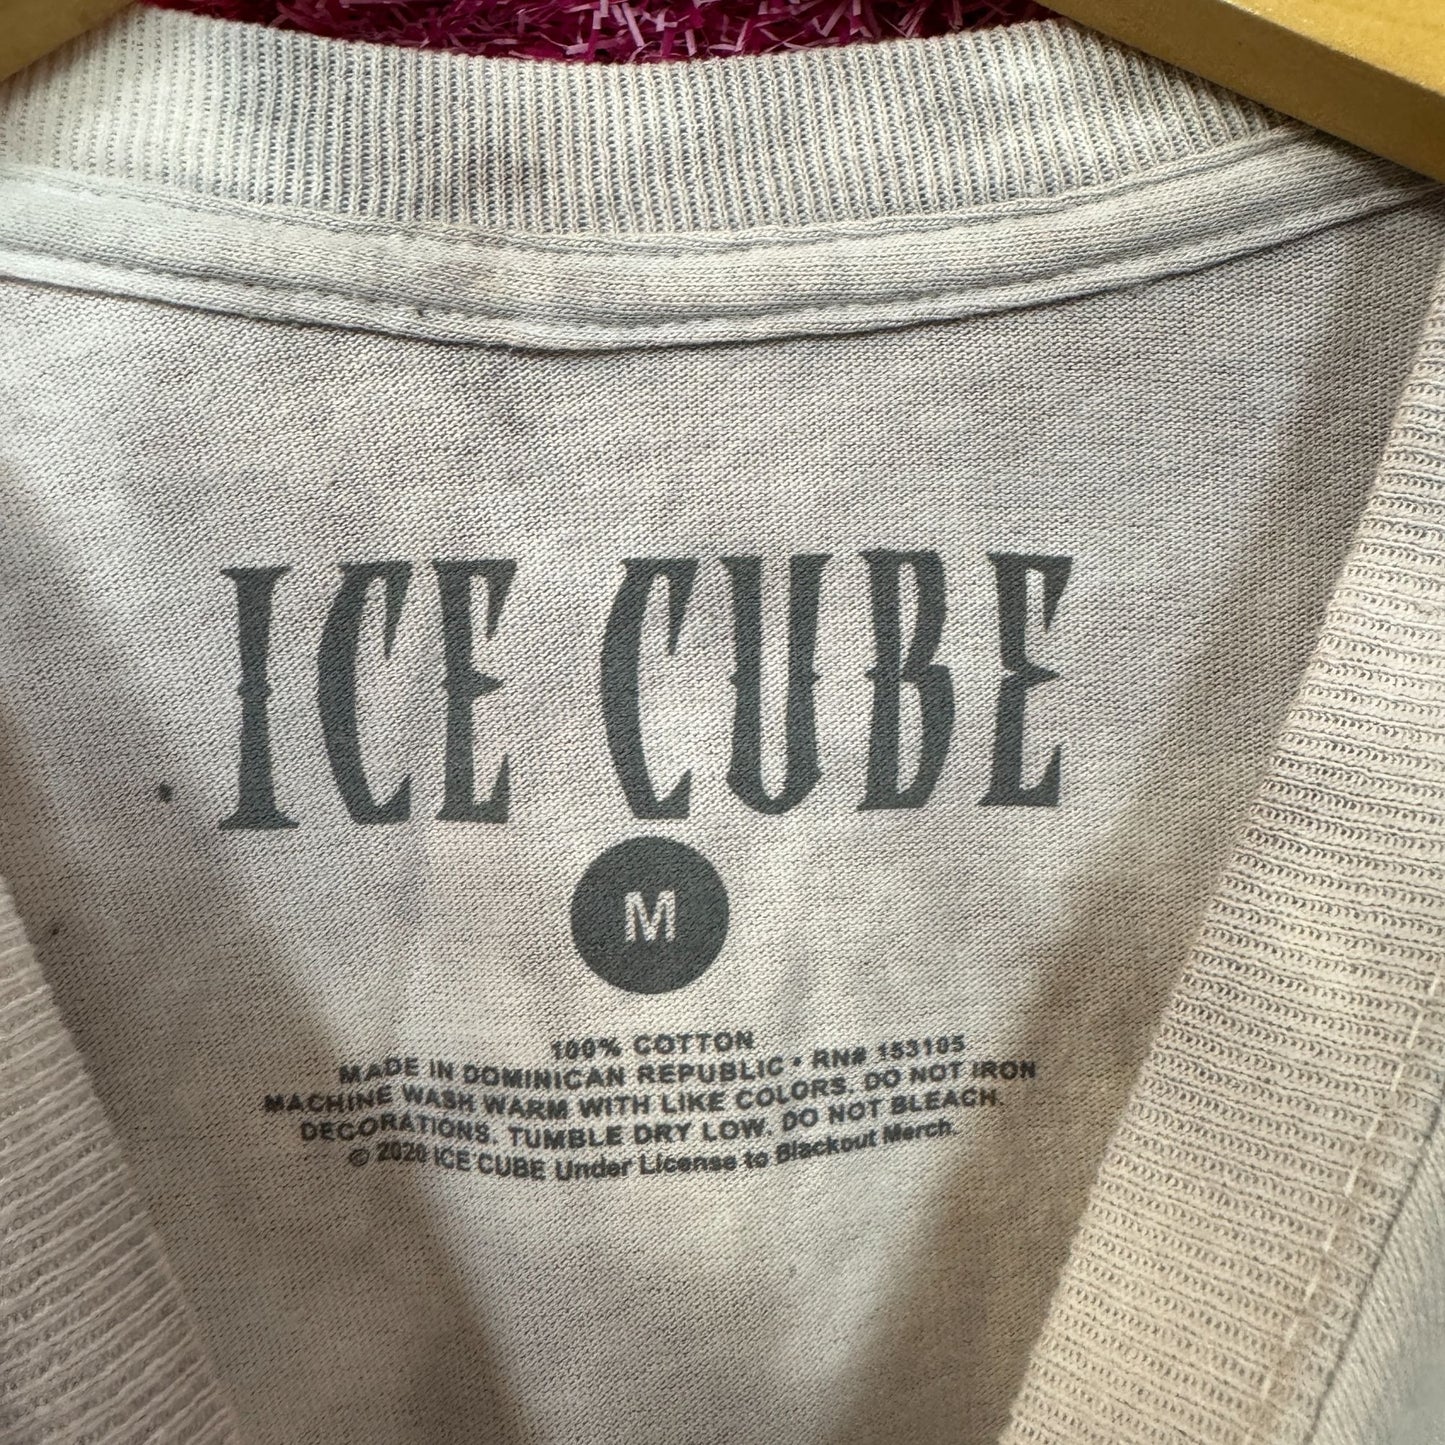 ICE CUBE
M
100% COTTON
MADE IN DOMINICAN REPUBLIC • RN# 153105
MACHINE WASH WARM WITH LIKE COLORS. DO NOT IRON
DECORATIONS. TUMBLE DRY LOW. DO NOT BLEACH.
© 2020 ICE CUBE Under License to Blackout Merch.